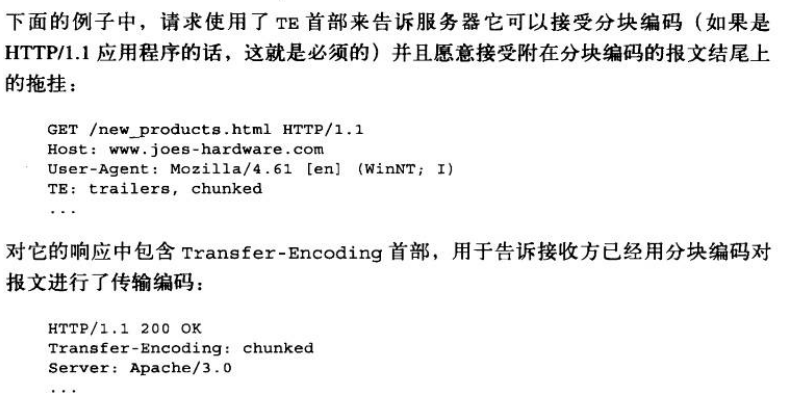 下面的例子中，请求使用了 TE 首部来告诉服务器它可以接受分块编码（如果是
HTTP/1.1 应用程序的话，这就是必须的）并且愿意接受附在分块编码的报文结尾上
的拖挂：
GET /new_products.html HTTP/1.1
Host: www.joes-hardware.com
User-Agent: Mozilla/4.61 [en] (WinNT; I)
TE: trailers, chunked
...
对它的响应中包含 Transfer-Encoding 首部，用于告诉接收方已经用分块编码对
报文进行了传输编码：
HTTP/1.1 200 OK
Transfer-Encoding: chunked
Server: Apache/3.0
...